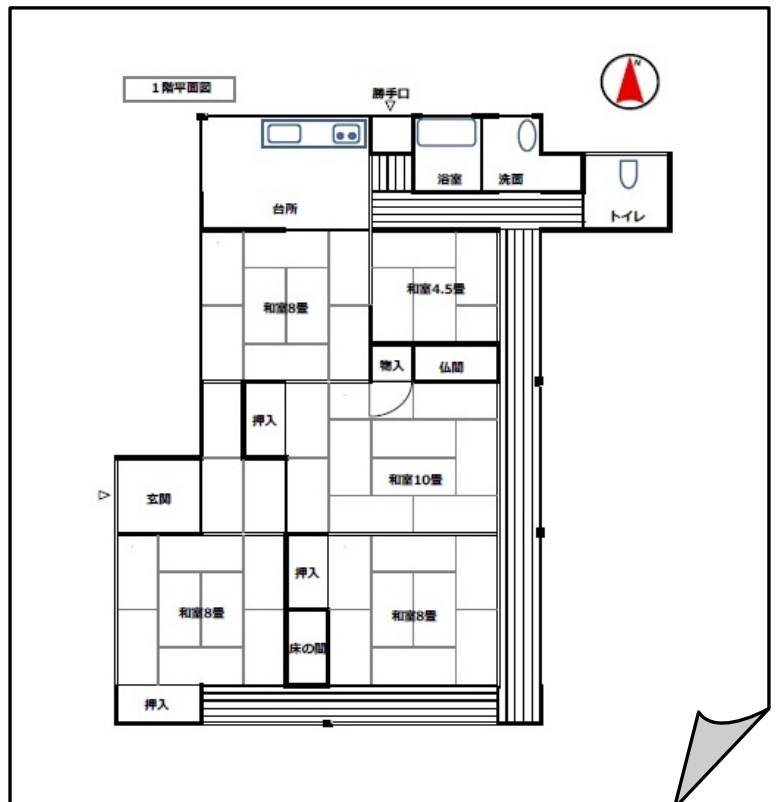 1階平面図
勝手口
N
浴室
洗面
台所
トイレ
和室4.5畳
和室8畳
物入
仏間
押入
和室10畳
玄関
押入
和室8畳
和室8畳
床の間
押入